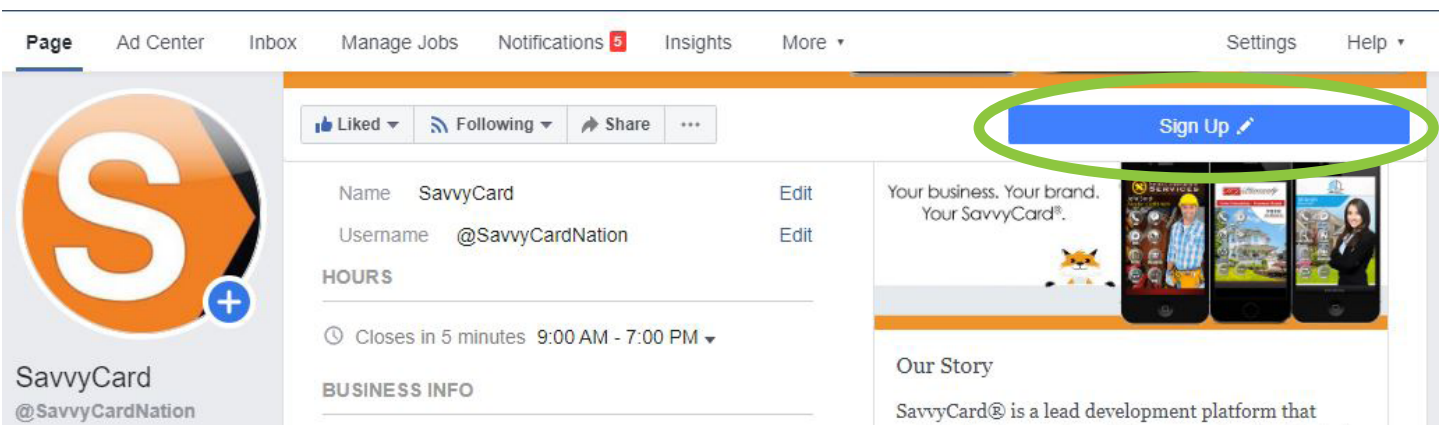 Page Ad Center Inbox Manage Jobs Notifications 5 Insights More Settings Help
Liked Following Share ...
Sign Up
S
SavvyCard
@SavvyCardNation
Name SavvyCard Edit
Username @SavvyCardNation Edit
HOURS
Closes in 5 minutes 9:00 AM - 7:00 PM
BUSINESS INFO
Your business. Your brand.
Your SavvyCard®.
SERVICES
Our Story
SavvyCard® is a lead development platform that